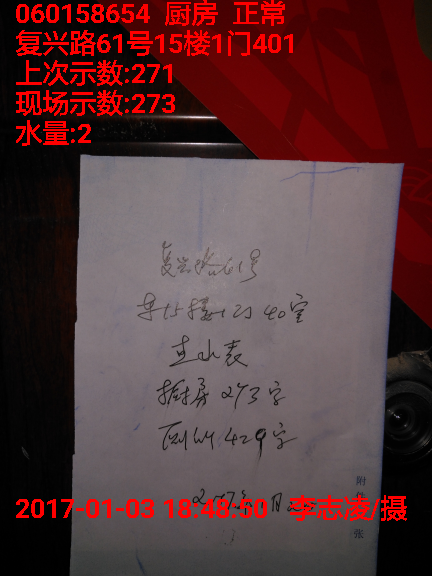 060158654 厨房 正常
复兴路61号15楼1门401
上次示数:271
现场示数:273
水量:2
复兴路61号
15楼1门40室
查水表
厨房273字
厕所429字
附
张
2017-01-03 18:48:50 李志凌/摄